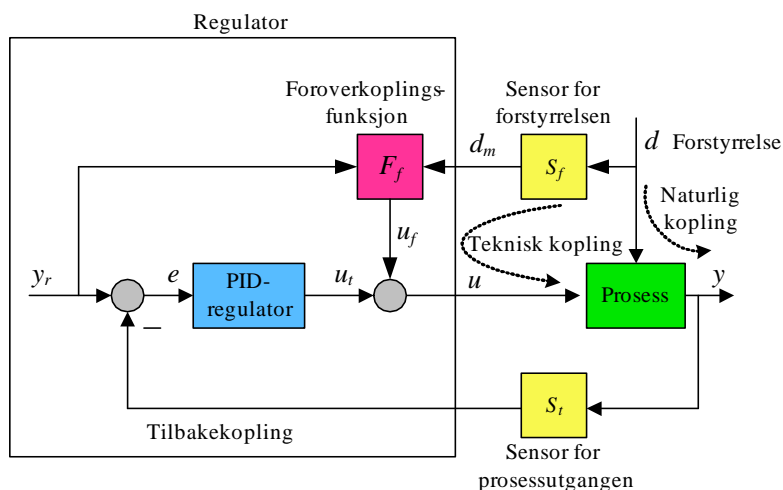 Regulator
Foroverkoplings-
funksjon
Sensor for
forstyrrelsen
d Forstyrrelse
d_m
F_f
S_f
Naturlig
kopling
Teknisk kopling
u_f
y_r
e
PID-
regulator
u_t
u
Prosess
y
−
S_t
Tilbakekopling
Sensor for
prosessutgangen